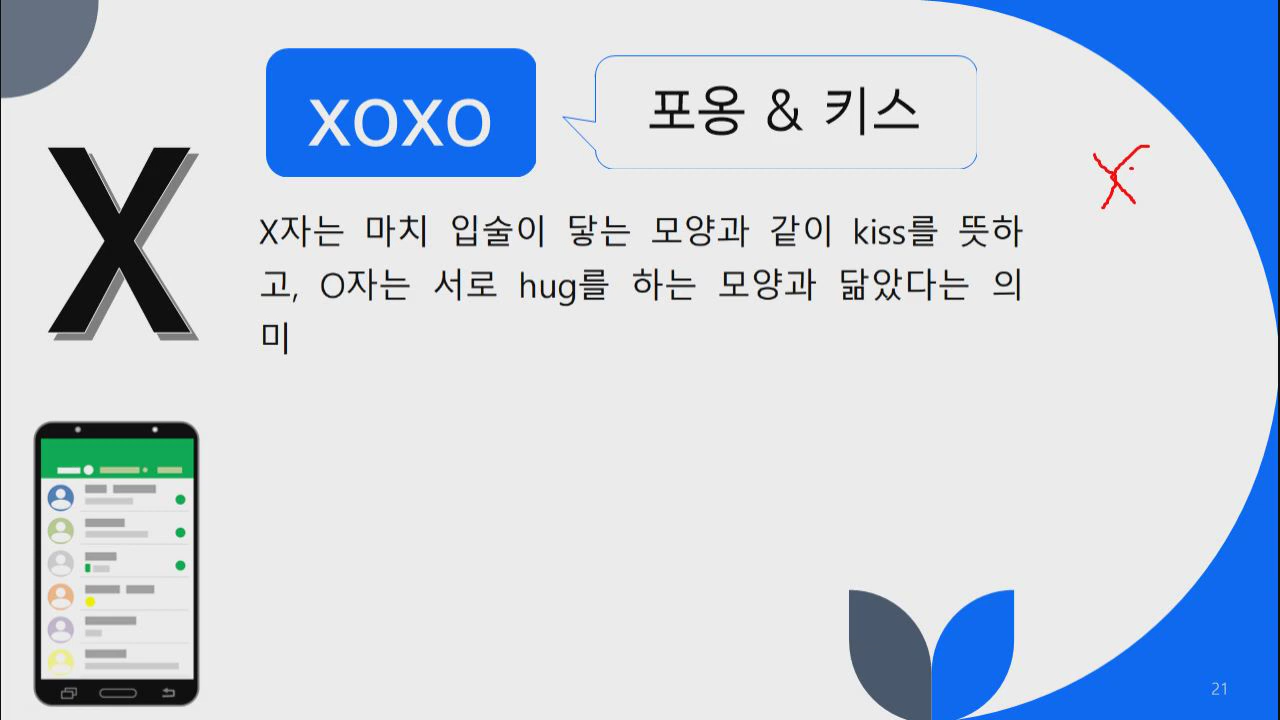 xoxo
포옹 & 키스
X
X자는 마치 입술이 닿는 모양과 같이 kiss를 뜻하
고, O자는 서로 hug를 하는 모양과 닮았다는 의
미
X
21